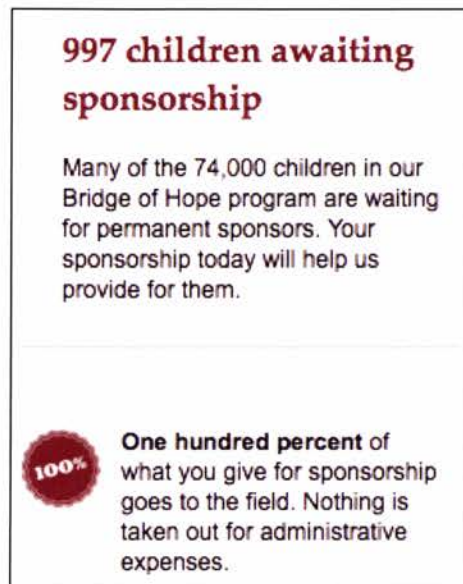 997 children awaiting
sponsorship
Many of the 74,000 children in our
Bridge of Hope program are waiting
for permanent sponsors. Your
sponsorship today will help us
provide for them.
100%
One hundred percent of
what you give for sponsorship
goes to the field. Nothing is
taken out for administrative
expenses.